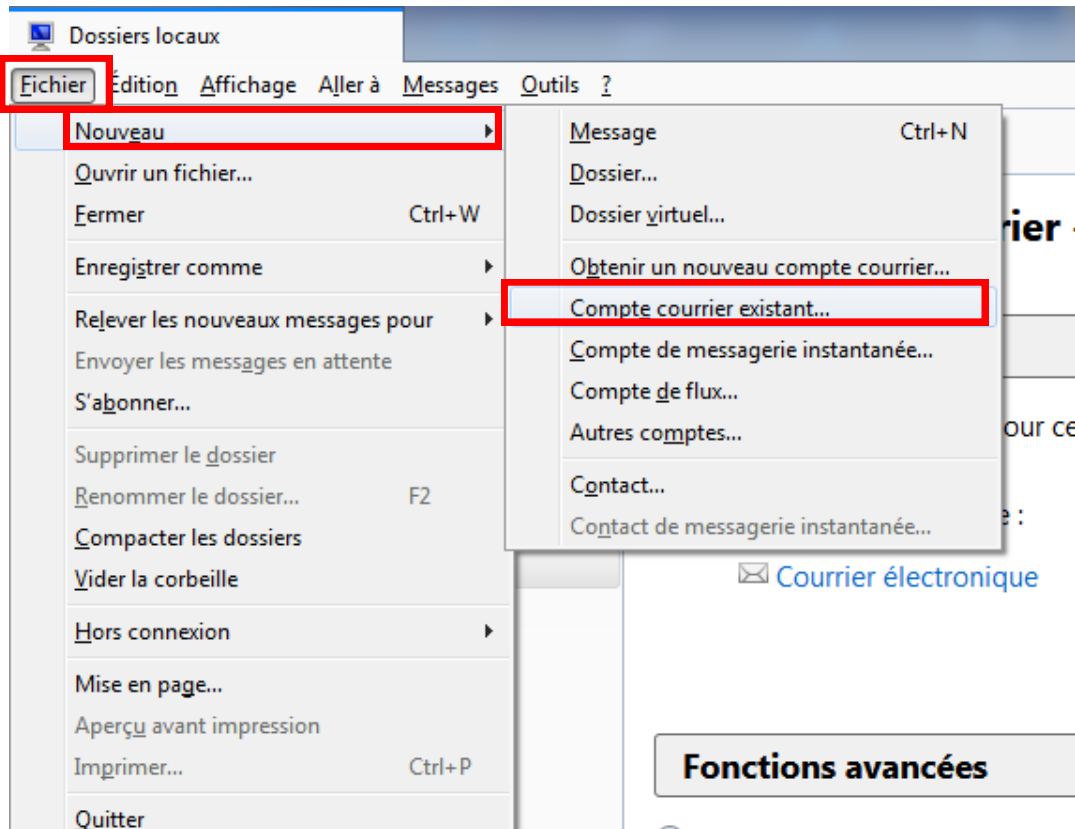 Dossiers locaux
Fichier Édition Affichage Aller à Messages Outils ?
Nouveau
Ouvrir un fichier...
Fermer Ctrl+W
Enregistrer comme
Relever les nouveaux messages pour
Envoyer les messages en attente
S'abonner...
Supprimer le dossier
Renommer le dossier... F2
Compacter les dossiers
Vider la corbeille
Hors connexion
Mise en page...
Aperçu avant impression
Imprimer... Ctrl+P
Quitter
Message Ctrl+N
Dossier...
Dossier virtuel...
Obtenir un nouveau compte courrier...
Compte courrier existant...
Compte de messagerie instantanée...
Compte de flux...
Autres comptes...
Contact...
Contact de messagerie instantanée...
Courrier électronique
Fonctions avancées